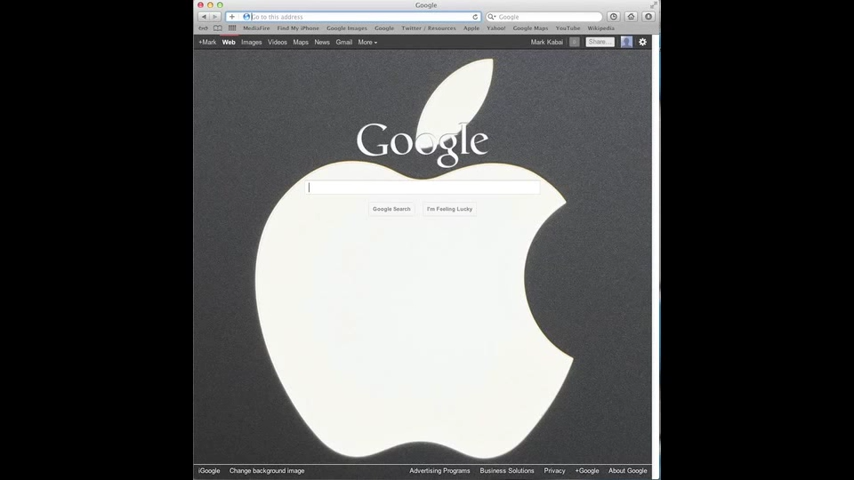 Google
Go to this address
Google
MediaFire Find My iPhone Google Images Google Twitter / Resources Apple Yahoo! Google Maps YouTube Wikipedia
+Mark Web Images Videos Maps News Gmail More
Mark Kabai Share...
Google
Google Search I'm Feeling Lucky
iGoogle Change background image Advertising Programs Business Solutions Privacy +Google About Google